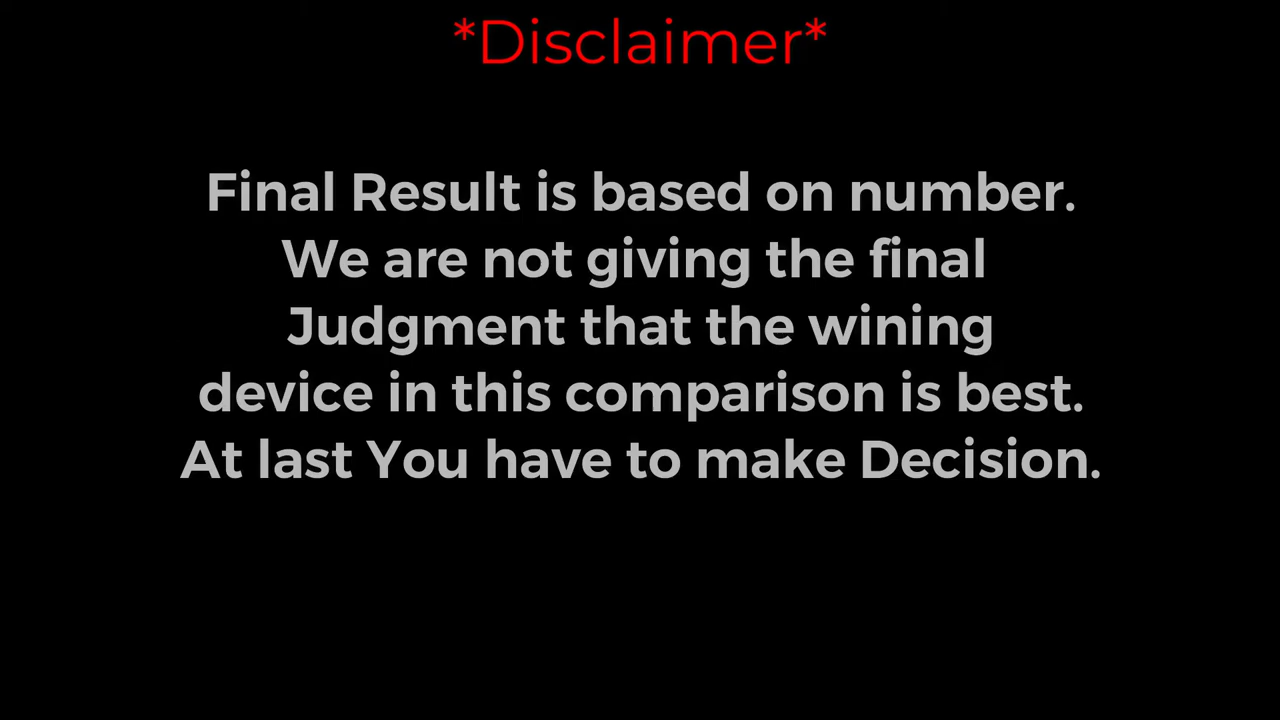 *Disclaimer*
Final Result is based on number.
We are not giving the final
Judgment that the wining
device in this comparison is best.
At last You have to make Decision.